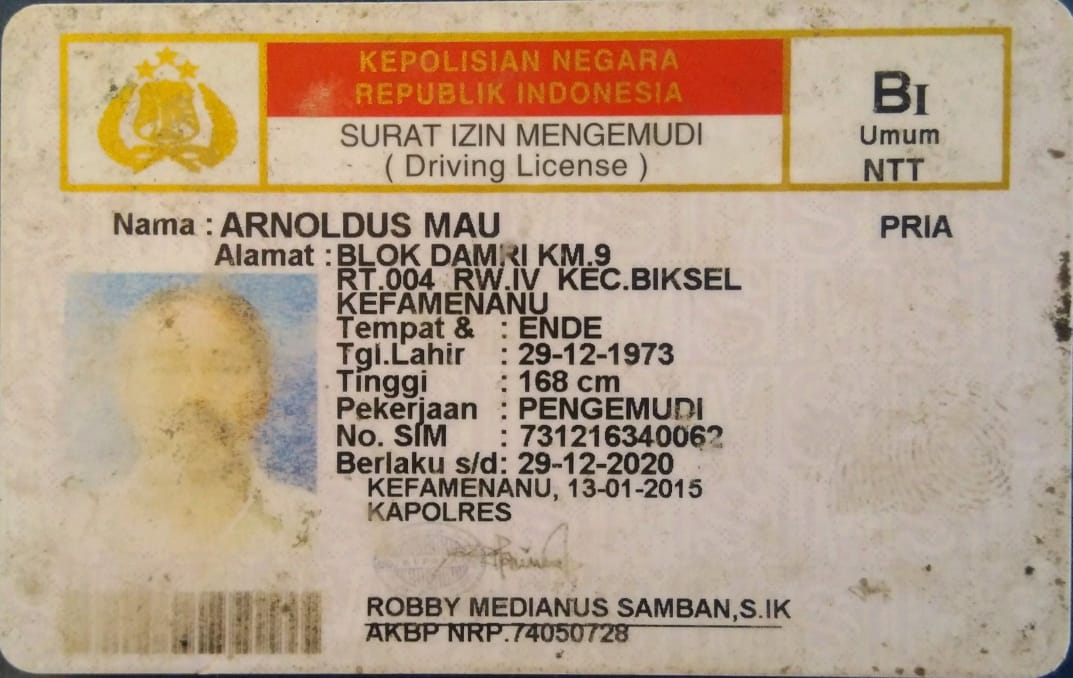 KEPOLISIAN NEGARA
REPUBLIK INDONESIA
SURAT IZIN MENGEMUDI
( Driving License )
BI
Umum
NTT
Nama : ARNOLDUS MAU
PRIA
Alamat : BLOK DAMRI KM.9
RT.004 RW.IV KEC.BIKSEL
KEFAMENANU
Tempat & : ENDE
Tgl.Lahir : 29-12-1973
Tinggi : 168 cm
Pekerjaan : PENGEMUDI
No. SIM : 731216340062
Berlaku s/d: 29-12-2020
KEFAMENANU, 13-01-2015
KAPOLRES
ROBBY MEDIANUS SAMBAN,S.IK
AKBP NRP.74050728